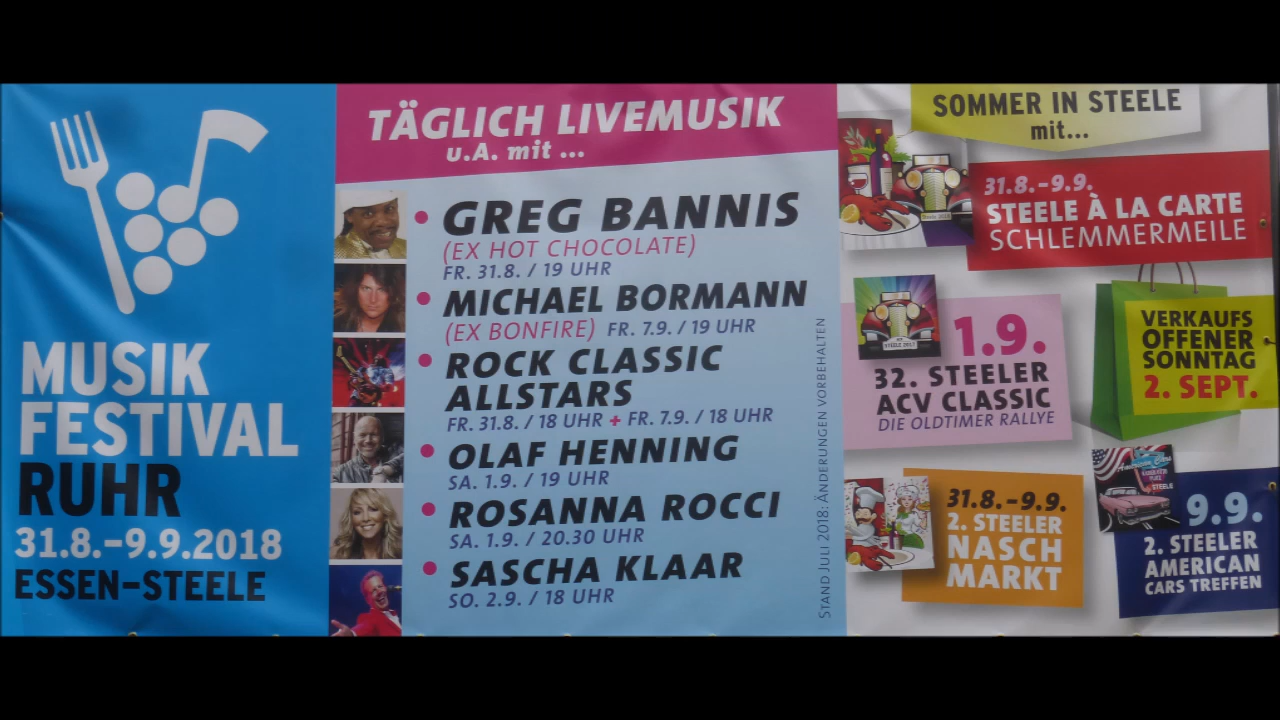 MUSIK
FESTIVAL
RUHR
31.8.-9.9.2018
ESSEN-STEELE
TÄGLICH LIVEMUSIK
u.A. mit ...
• GREG BANNIS
(EX HOT CHOCOLATE)
FR. 31.8. / 19 UHR
• MICHAEL BORMANN
(EX BONFIRE) FR. 7.9. / 19 UHR
• ROCK CLASSIC
ALLSTARS
FR. 31.8. / 18 UHR + FR. 7.9. / 18 UHR
• OLAF HENNING
SA. 1.9. / 19 UHR
• ROSANNA ROCCI
SA. 1.9. / 20.30 UHR
• SASCHA KLAAR
SO. 2.9. / 18 UHR
STAND JULI 2018: ÄNDERUNGEN VORBEHALTEN
SOMMER IN STEELE
mit...
31.8.-9.9.
STEELE À LA CARTE
SCHLEMMERMEILE
1.9.
32. STEELER
ACV CLASSIC
DIE OLDTIMER RALLYE
STEELE 2017
VERKAUFS
OFFENER
SONNTAG
2. SEPT.
31.8.-9.9.
2. STEELER
NASCH
MARKT
American Cars
STEELE
9.9.
2. STEELER
AMERICAN
CARS TREFFEN